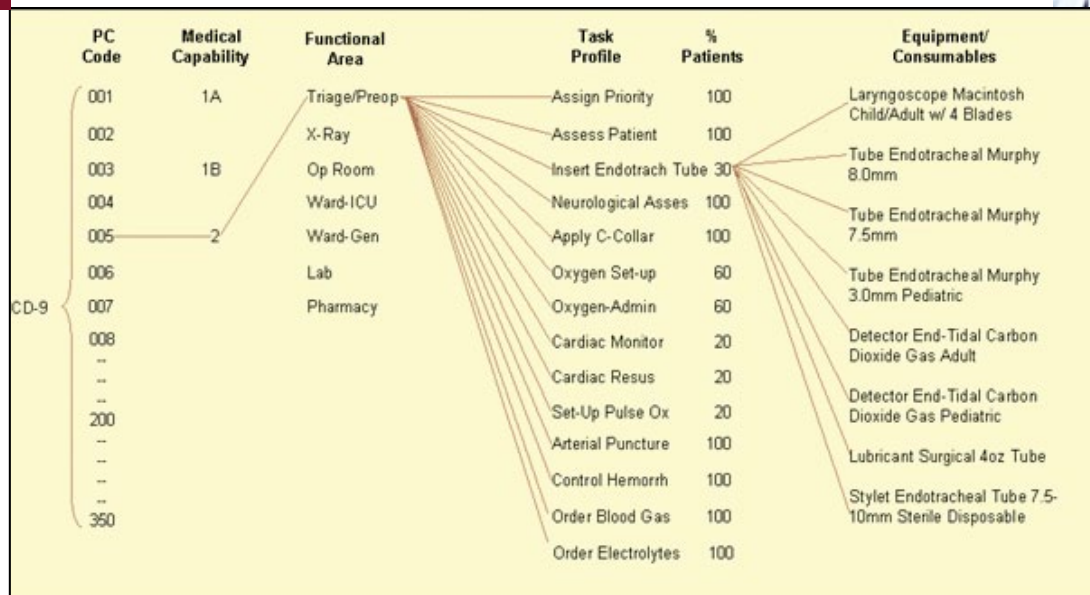 PC Code Medical Capability Functional Area Task Profile % Patients Equipment/ Consumables
001 1A Triage/Preop Assign Priority 100 Laryngoscope Macintosh
Child/Adult w/ 4 Blades
002 X-Ray Assess Patient 100
Tube Endotracheal Murphy
8.0mm
003 1B Op Room Insert Endotrach Tube 30
004 Ward-ICU Neurological Asses 100
Tube Endotracheal Murphy
7.5mm
005 2 Ward-Gen Apply C-Collar 100
006 Lab Oxygen Set-up 60
Tube Endotracheal Murphy
3.0mm Pediatric
CD-9 007 Pharmacy Oxygen-Admin 60
008 Cardiac Monitor 20
Detector End-Tidal Carbon
Dioxide Gas Adult
--
--
Cardiac Resus 20
--
Detector End-Tidal Carbon
Dioxide Gas Pediatric
200 Set-Up Pulse Ox 20
--
Arterial Puncture 100
--
Lubricant Surgical 4oz Tube
--
Control Hemorrh 100
--
Stylet Endotracheal Tube 7.5-
10mm Sterile Disposable
350 Order Blood Gas 100
Order Electrolytes 100